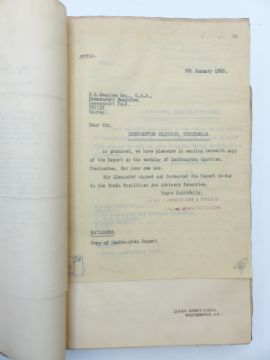 10
9th January 1925.
Esq., C.B.E.,
Surrey.
Dear Sir,
LECKHAMPTON QUARRIES, CHELTENHAM.
As promised, we have pleasure in sending herewith copy
of the Report on the working of Leckhampton Quarries,
Cheltenham, for your own use.
Sir Alexander signed and forwarded the Report to-day
to the Trade Facilities Act Advisory Committee.
Yours faithfully,
ENCLOSURE.
Copy of Leckhampton Report.
QUEEN ANNE'S LODGE,
WESTMINSTER, S.W.